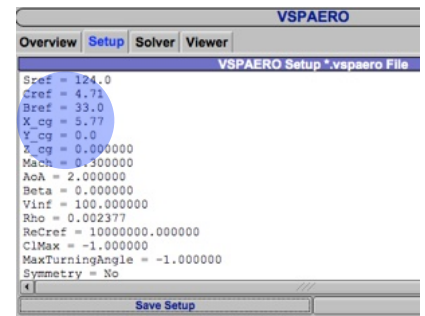 VSPAERO
Overview Setup Solver Viewer
VSPAERO Setup *.vspaero File
Sref = 124.0
Cref = 4.71
Bref = 33.0
X_cg = 5.77
Y_cg = 0.0
Z_cg = 0.000000
Mach = 0.300000
AoA = 2.000000
Beta = 0.000000
Vinf = 100.000000
Rho = 0.002377
ReCref = 10000000.000000
ClMax = -1.000000
MaxTurningAngle = -1.000000
Symmetry = No
Save Setup